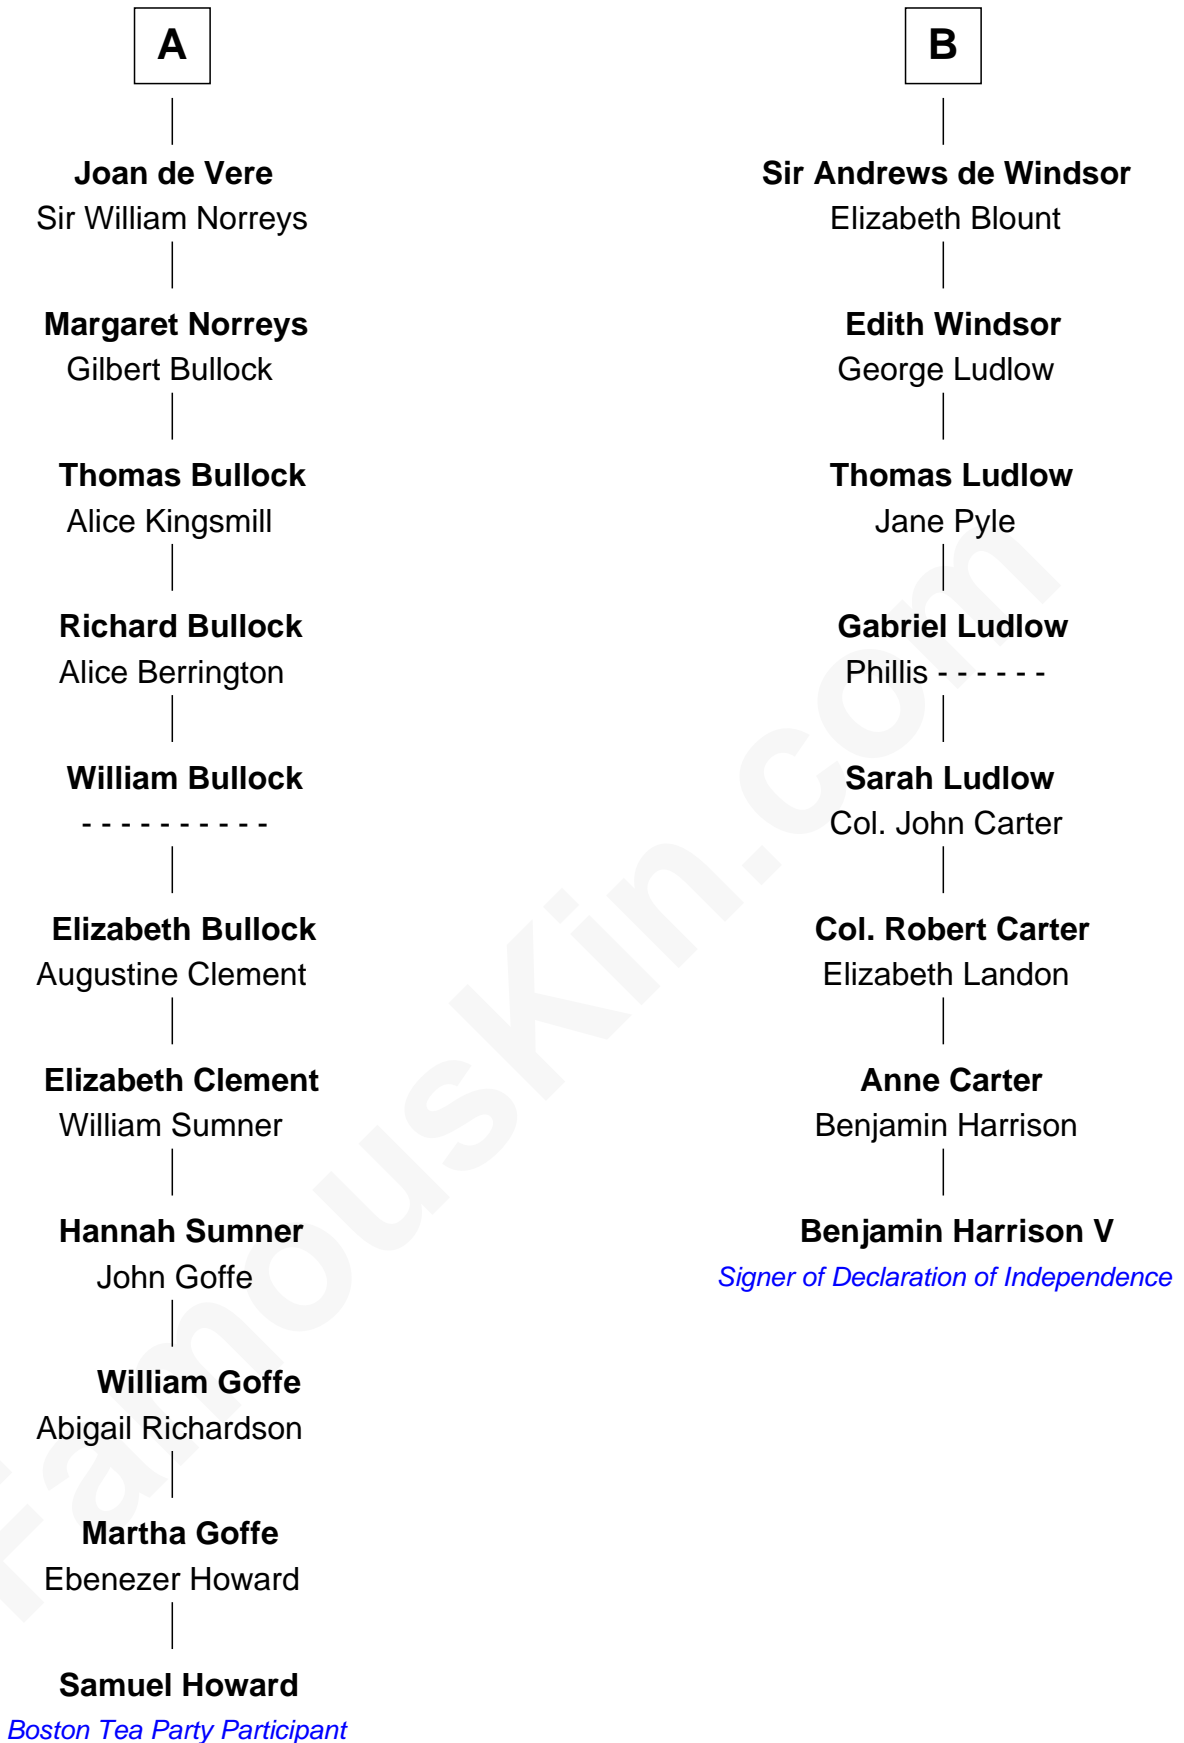 A
Joan de Vere
Sir William Norreys
Margaret Norreys
Gilbert Bullock
Thomas Bullock
Alice Kingsmill
Richard Bullock
Alice Berrington
William Bullock
- - - - - - - - - -
Elizabeth Bullock
Augustine Clement
Elizabeth Clement
William Sumner
Hannah Sumner
John Goffe
William Goffe
Abigail Richardson
Martha Goffe
Ebenezer Howard
Samuel Howard
Boston Tea Party Participant
B
Sir Andrews de Windsor
Elizabeth Blount
Edith Windsor
George Ludlow
Thomas Ludlow
Jane Pyle
Gabriel Ludlow
Phillis - - - - - -
Sarah Ludlow
Col. John Carter
Col. Robert Carter
Elizabeth Landon
Anne Carter
Benjamin Harrison
Benjamin Harrison V
Signer of Declaration of Independence
FamousKin.com